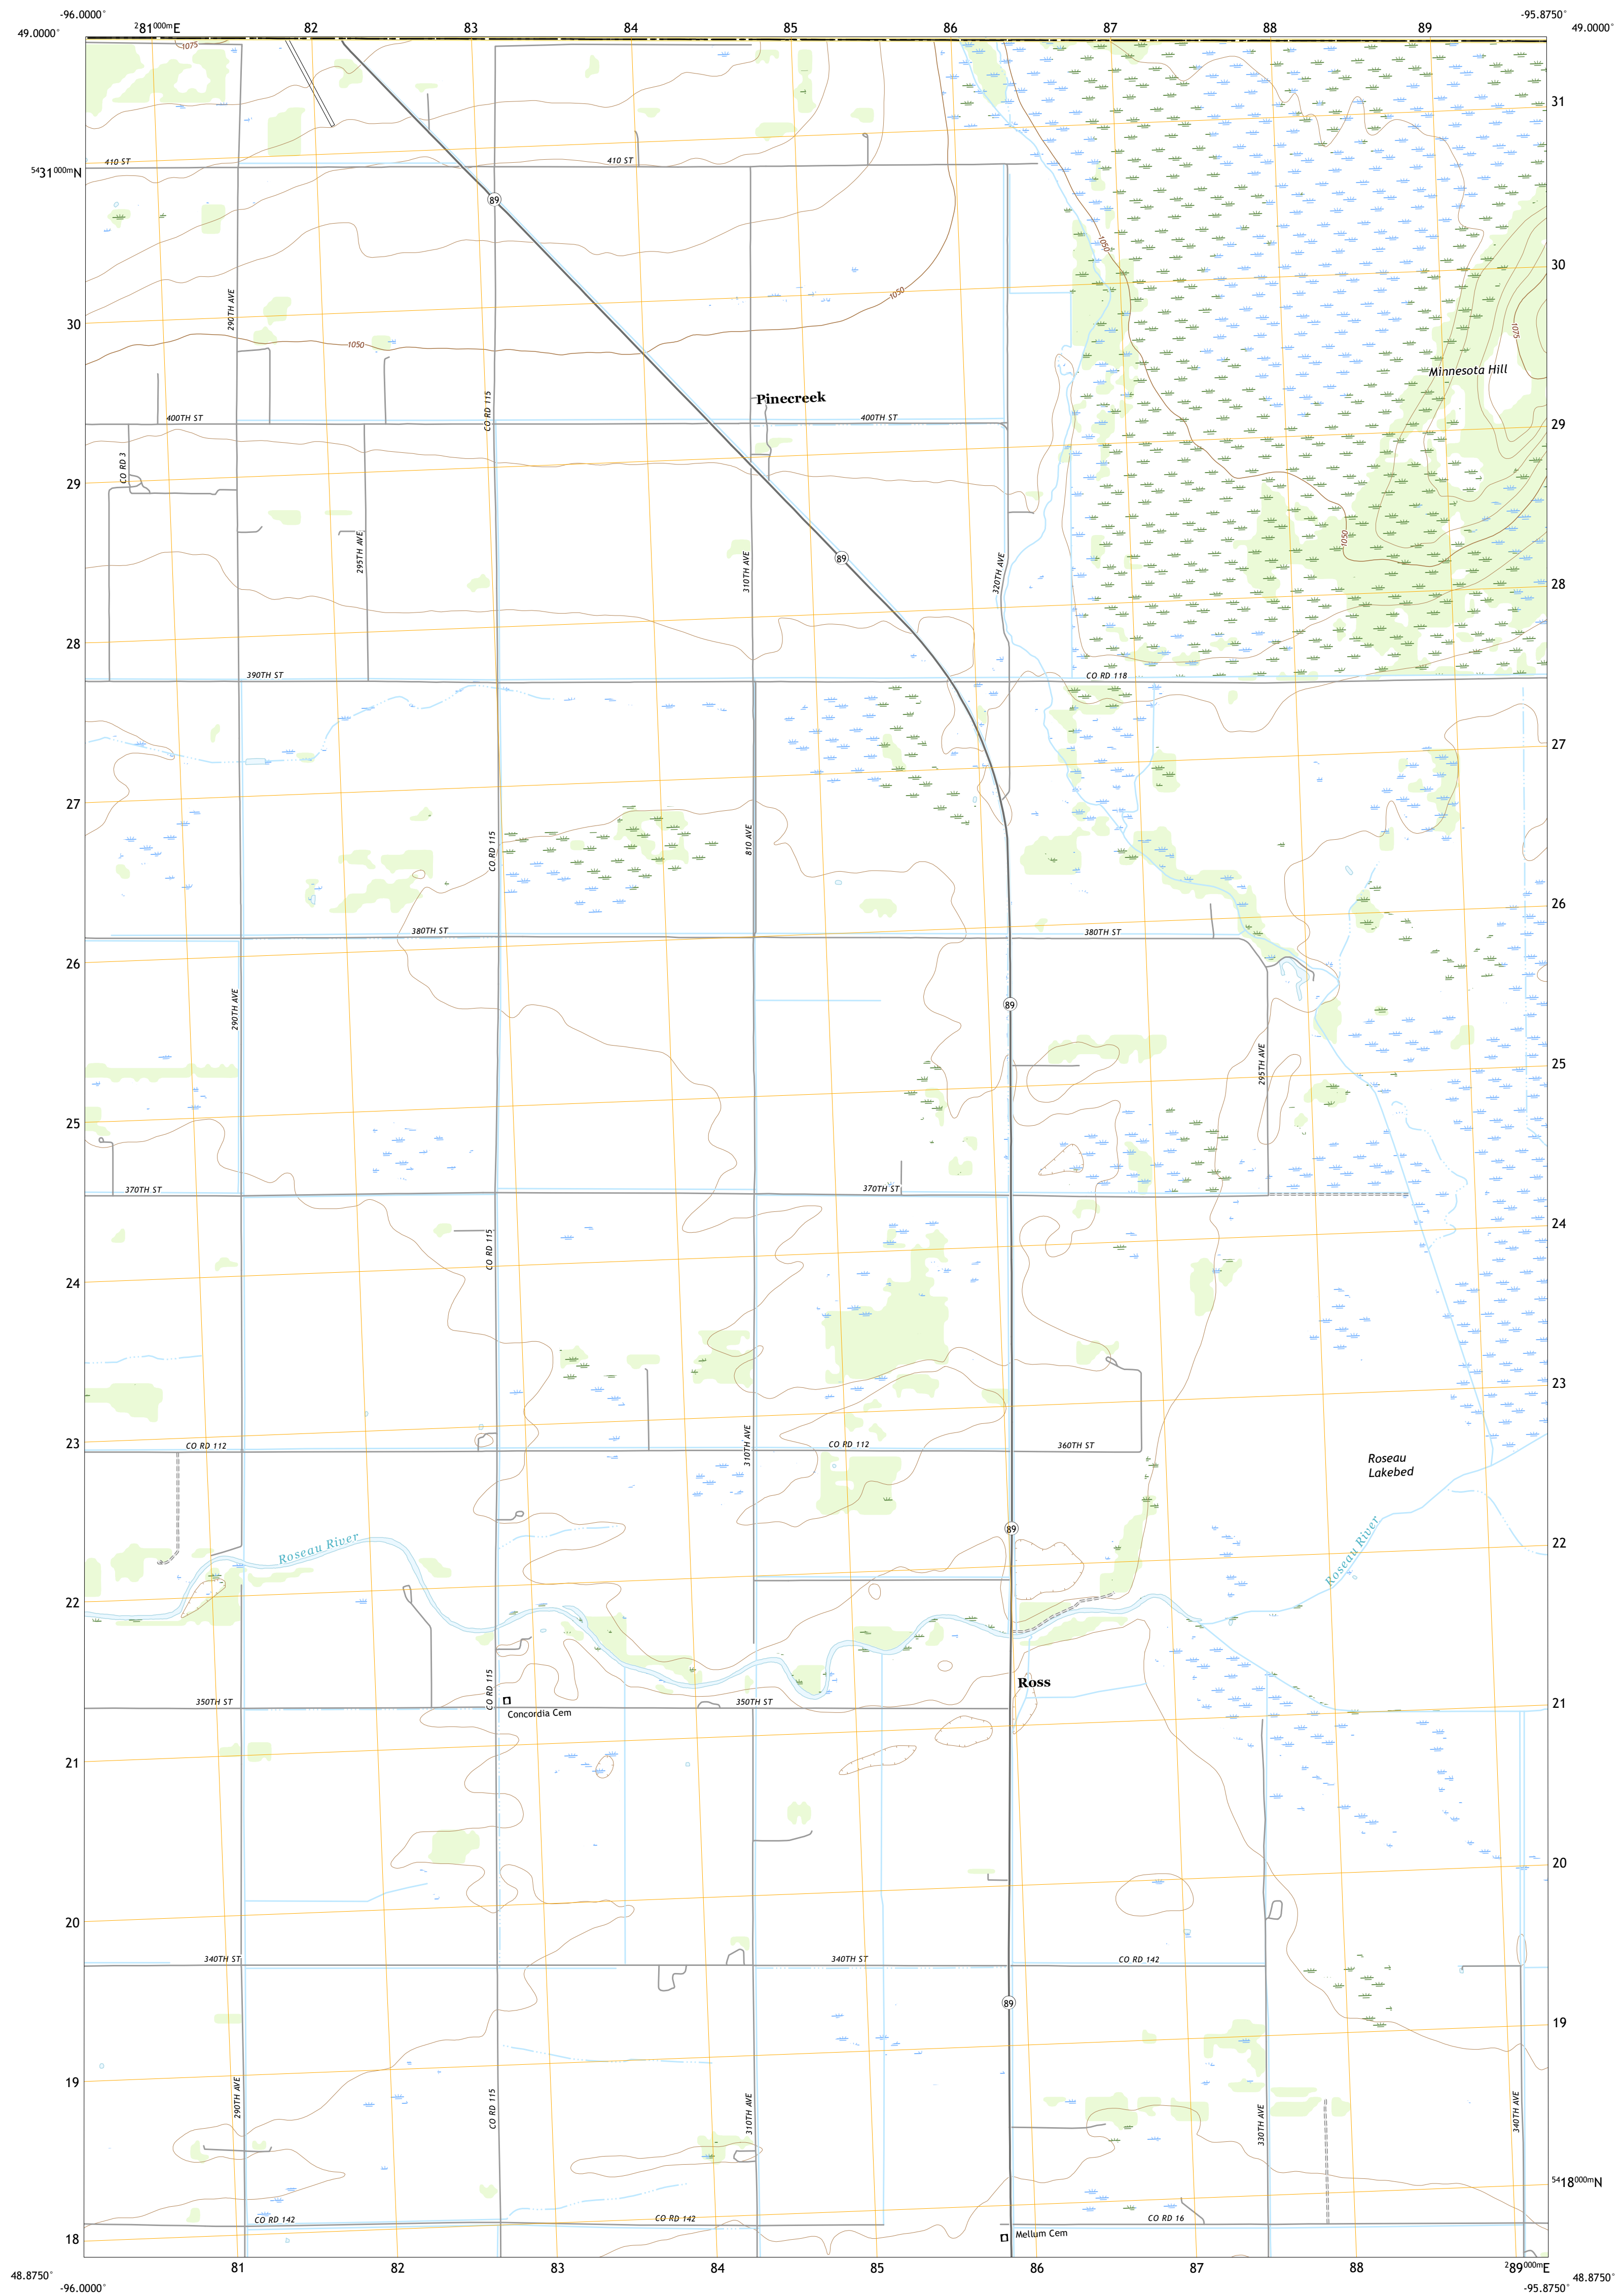 -96.0000°
-95.8750°
49.0000°
²81⁰⁰⁰ᵐE
82
83
84
85
86
87
88
89
49.0000°
1075
31
410 ST
410 ST
⁵⁴31⁰⁰⁰ᵐN
89
1050
30
1050
290TH AVE
30
1075
1050
Minnesota Hill
Pinecreek
CO RD 115
400TH ST
400TH ST
29
CO RD 3
29
1050
295TH AVE
310TH AVE
89
320TH AVE
28
28
390TH ST
CO RD 118
27
27
CO RD 115
810 AVE
26
380TH ST
380TH ST
26
290TH AVE
89
295TH AVE
25
25
370TH ST
370TH ST
24
CO RD 115
24
23
23
CO RD 112
310TH AVE
CO RD 112
360TH ST
Roseau
Lakebed
Roseau River
89
22
Roseau River
22
CO RD 115
Ross
350TH ST
350TH ST
21
Concordia Cem
21
20
20
340TH ST
340TH ST
CO RD 142
89
19
19
290TH AVE
CO RD 115
310TH AVE
330TH AVE
340TH AVE
⁵⁴18⁰⁰⁰ᵐN
CO RD 142
CO RD 142
CO RD 16
18
Mellum Cem
81
82
83
84
85
86
87
88
²89⁰⁰⁰ᵐE
48.8750°
48.8750°
-96.0000°
-95.8750°